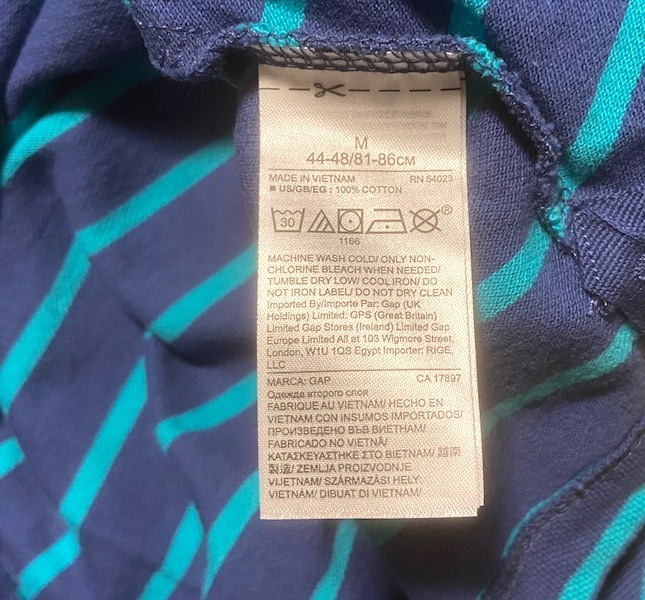 M
44-48/81-86см
MADE IN VIETNAM RN 54023
■ US/GB/EG : 100% COTTON
30 ®
1166
MACHINE WASH COLD/ ONLY NON-
CHLORINE BLEACH WHEN NEEDED/
TUMBLE DRY LOW/ COOL IRON/ DO
NOT IRON LABEL/ DO NOT DRY CLEAN
Imported By/Importe Par: Gap (UK
Holdings) Limited: GPS (Great Britain)
Limited Gap Stores (Ireland) Limited Gap
Europe Limited All at 103 Wigmore Street,
London, W1U 1QS Egypt Importer: RIGE,
LLC
MARCA: GAP CA 17897
Одежда второго слоя
FABRIQUE AU VIETNAM/ HECHO EN
VIETNAM CON INSUMOS IMPORTADOS/
ПРОИЗВЕДЕНО ВЪВ ВИЕТНАМ/
FABRICADO NO VIETNÃ/
ΚΑΤΑΣΚΕΥΑΣΤΗΚΕ ΣΤΟ ΒΙΕΤΝΑΜ/ 越南
製造/ ZEMLJA PROIZVODNJE
VIJETNAM/ SZÁRMAZÁSI HELY:
VIETNÁM/ DIBUAT DI VIETNAM/